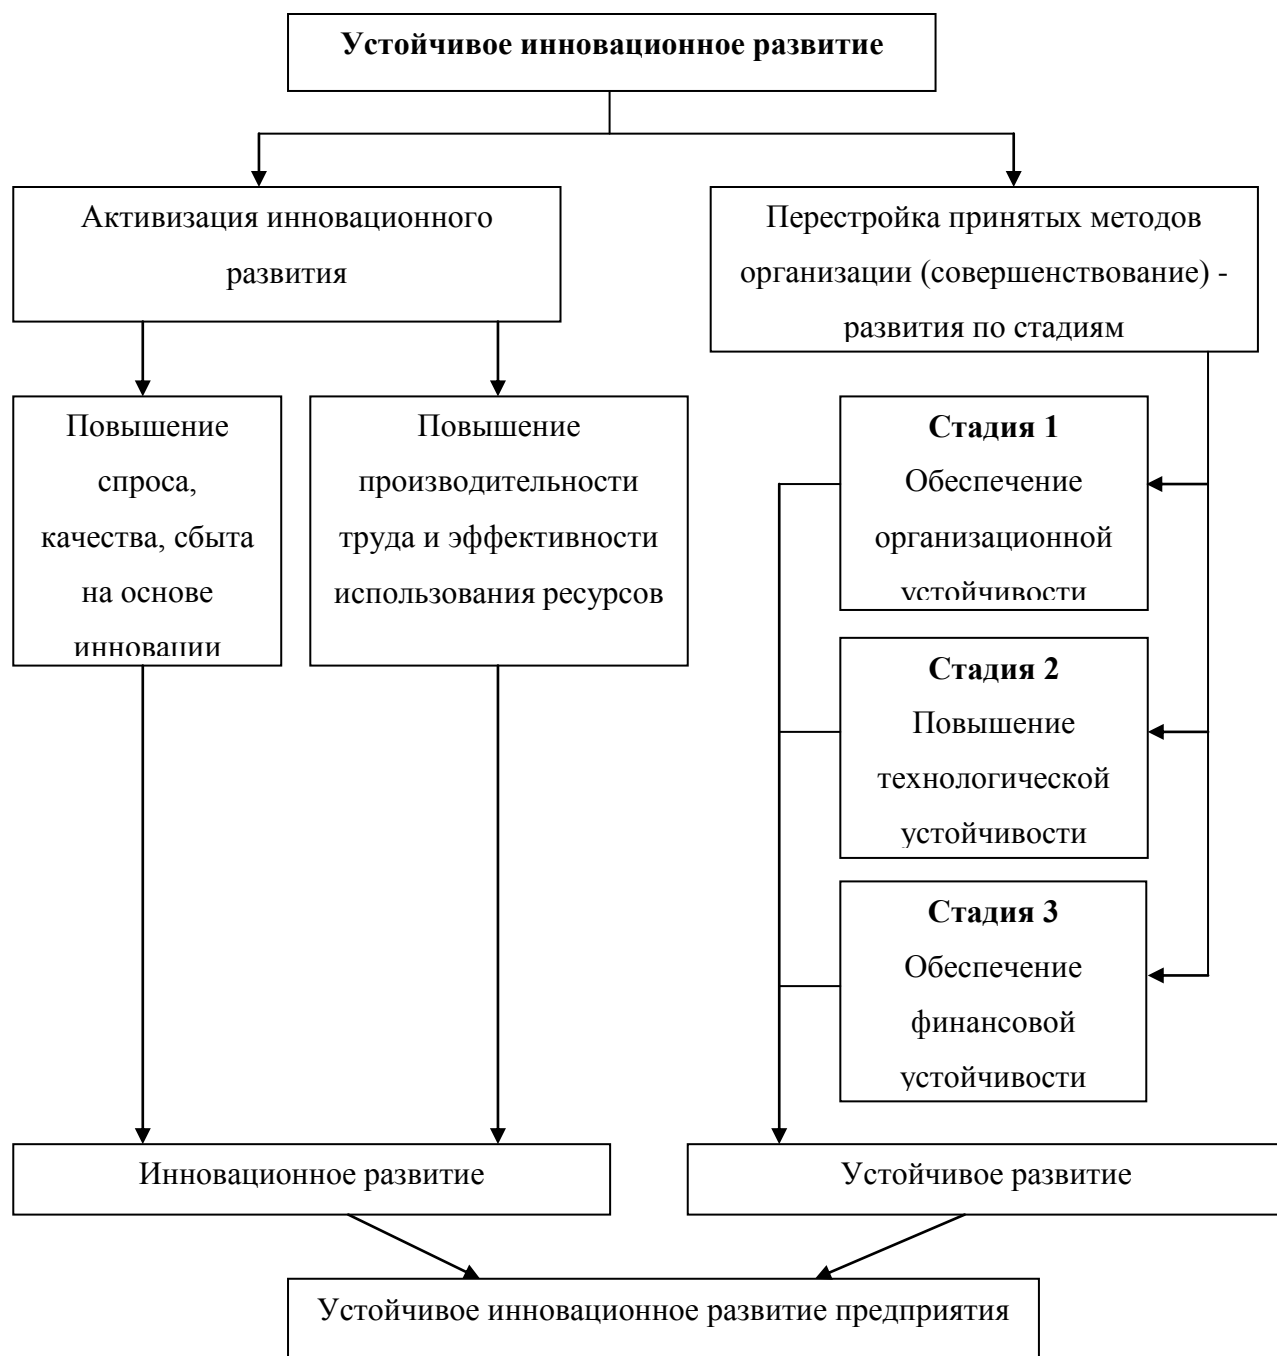 Устойчивое инновационное развитие
Активизация инновационного
развития
Перестройка принятых методов
организации (совершенствование) -
развития по стадиям
Повышение
спроса,
качества, сбыта
на основе
инновации
Повышение
производительности
труда и эффективности
использования ресурсов
Стадия 1
Обеспечение
организационной
устойчивости
Стадия 2
Повышение
технологической
устойчивости
Стадия 3
Обеспечение
финансовой
устойчивости
Инновационное развитие
Устойчивое развитие
Устойчивое инновационное развитие предприятия